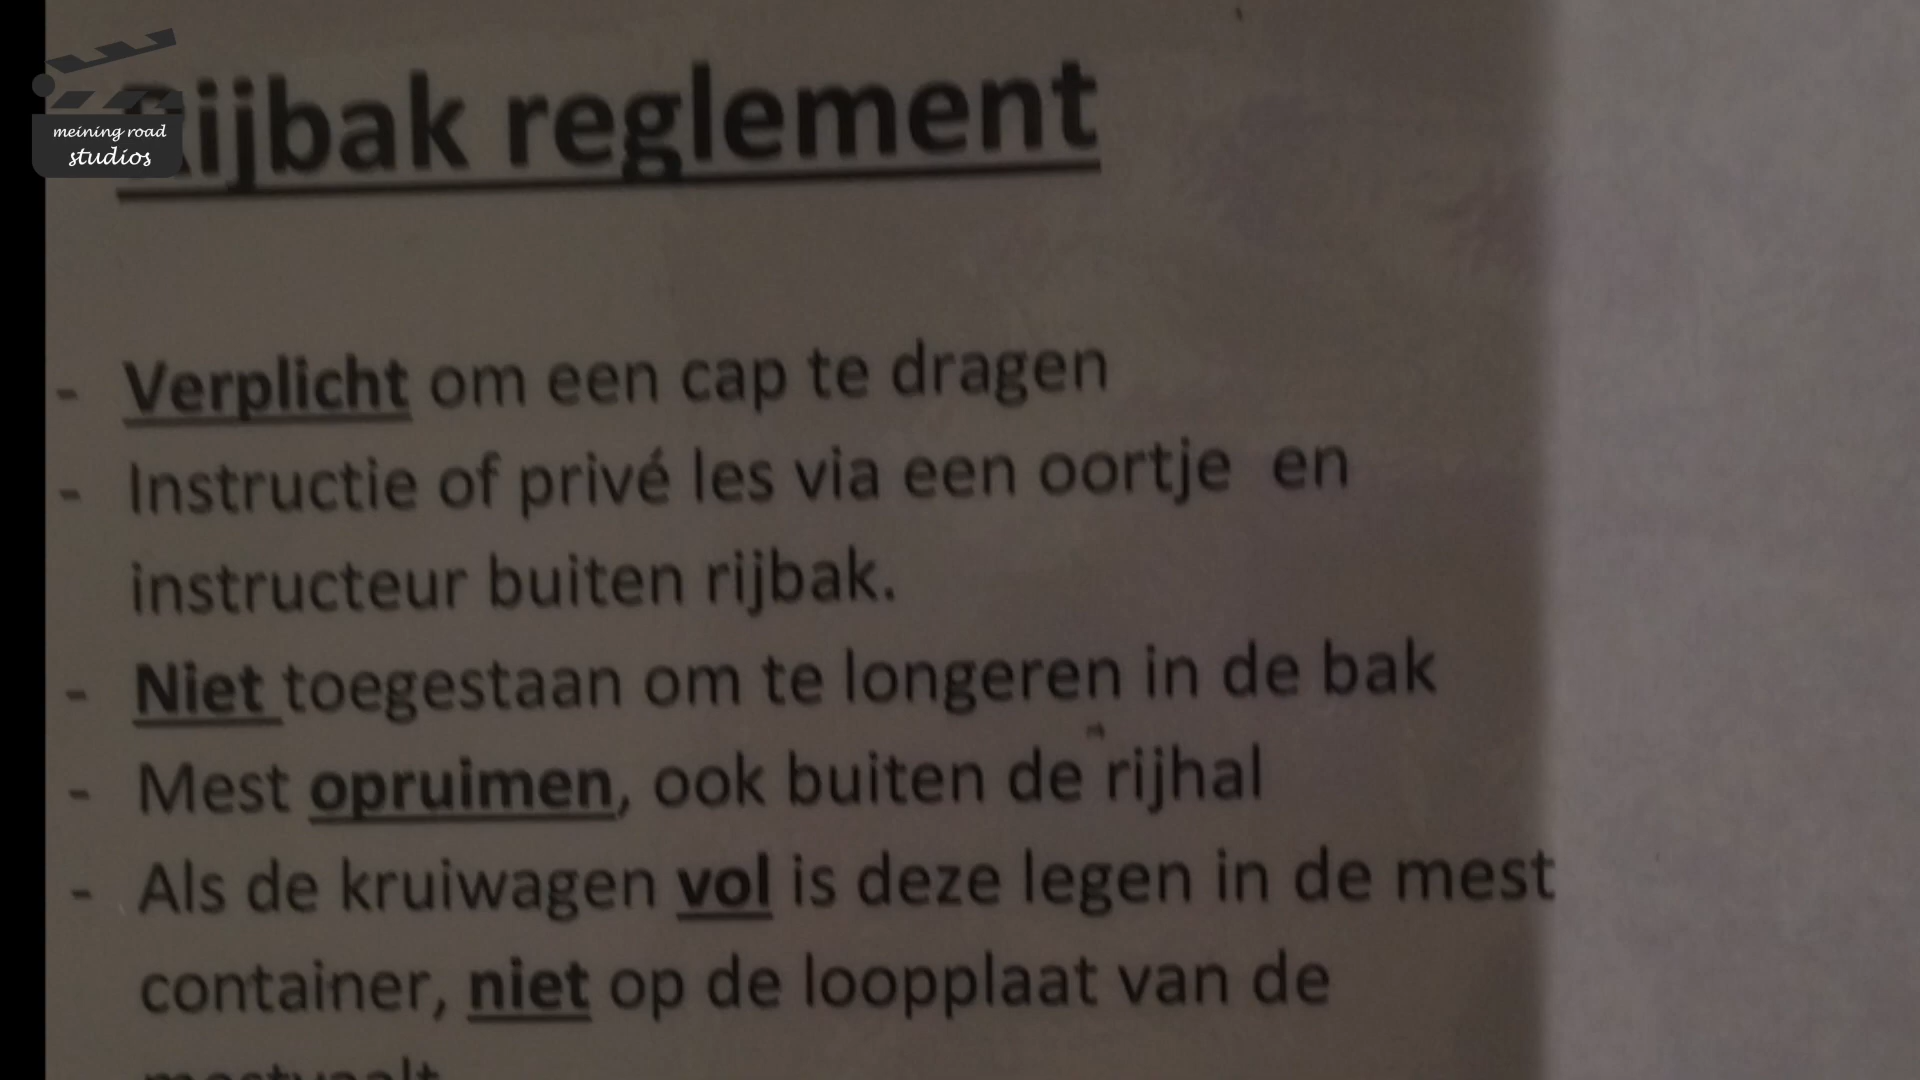 meining road
studios
Rijbak reglement
- Verplicht om een cap te dragen
- Instructie of privé les via een oortje en
instructeur buiten rijbak.
- Niet toegestaan om te longeren in de bak
- Mest opruimen, ook buiten de rijhal
- Als de kruiwagen vol is deze legen in de mest
container, niet op de loopplaat van de